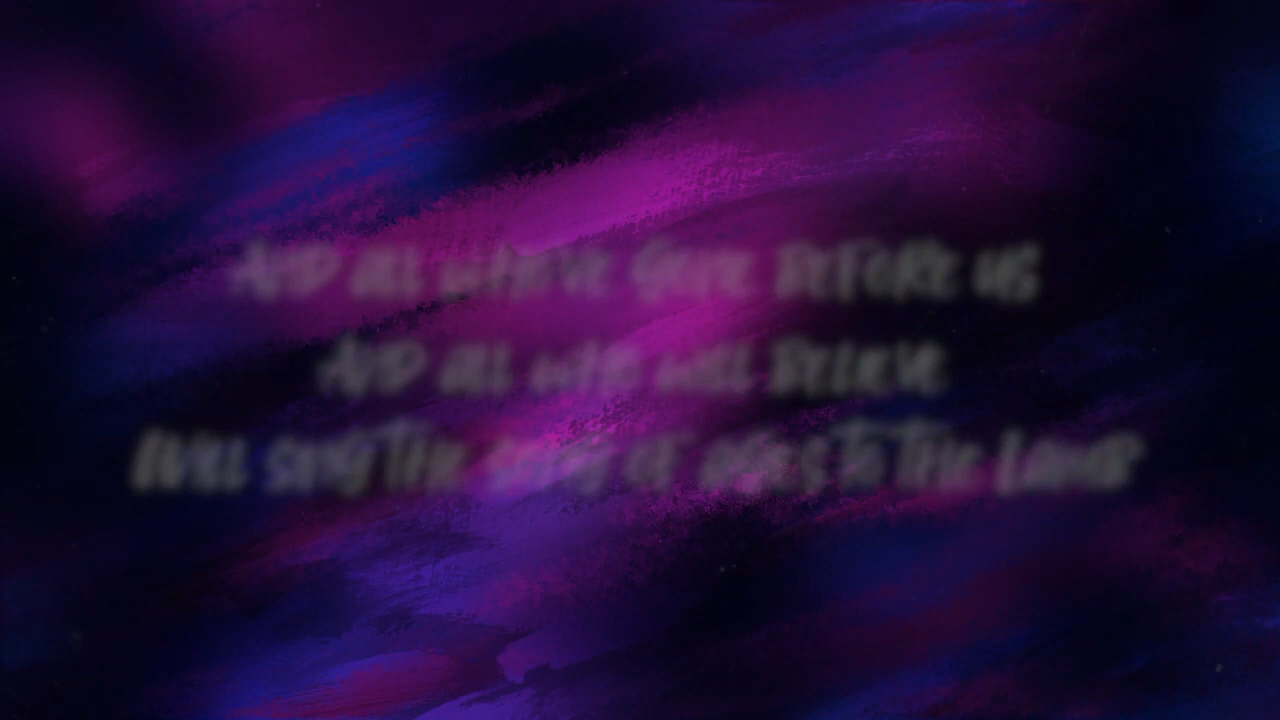 AND ALL WHO'VE GONE BEFORE US
AND ALL WHO WILL BELIEVE
WILL SING THE SONG OF AGES TO THE LAMB